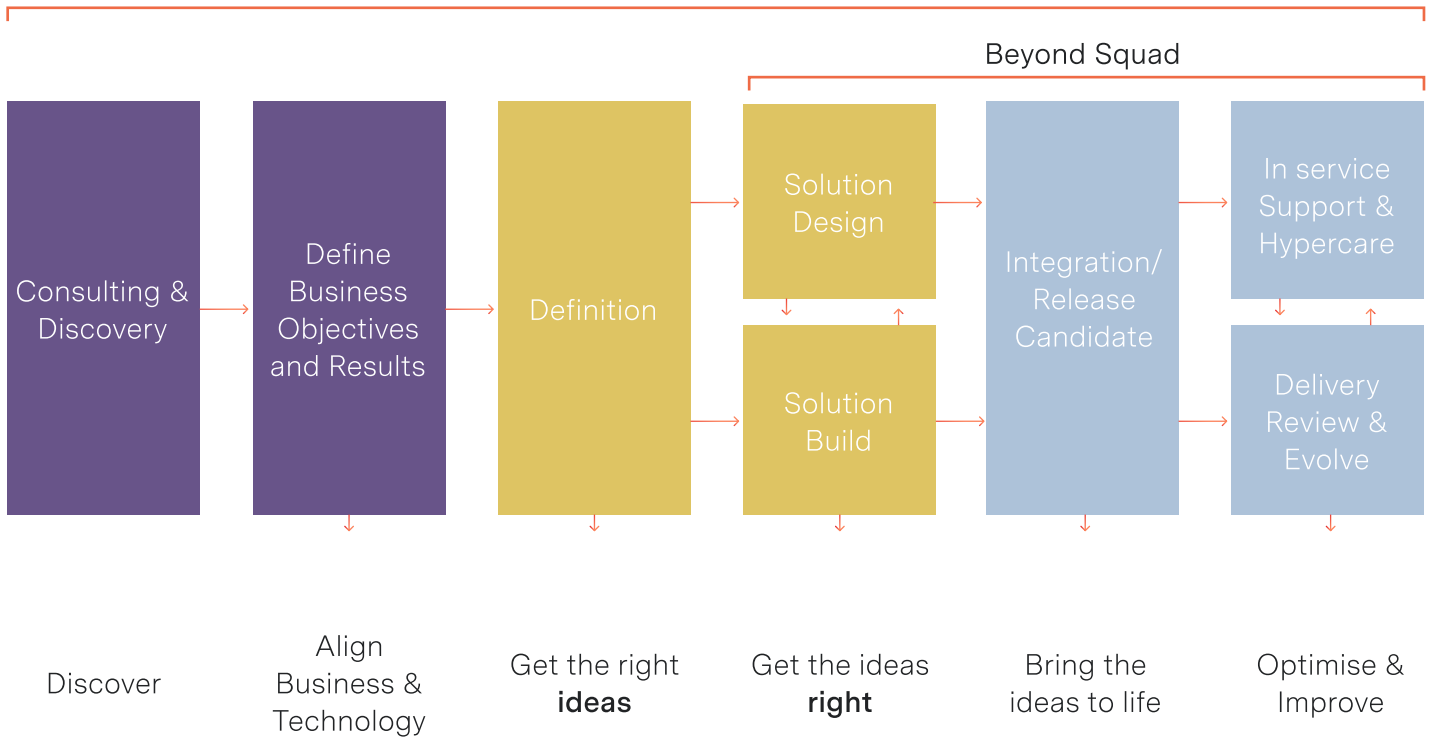 Beyond Squad
Consulting &
Discovery
Define
Business
Objectives
and Results
Definition
Solution
Design
Solution
Build
Integration/
Release
Candidate
In service
Support &
Hypercare
Delivery
Review &
Evolve
Discover
Align
Business &
Technology
Get the right
ideas
Get the ideas
right
Bring the
ideas to life
Optimise &
Improve